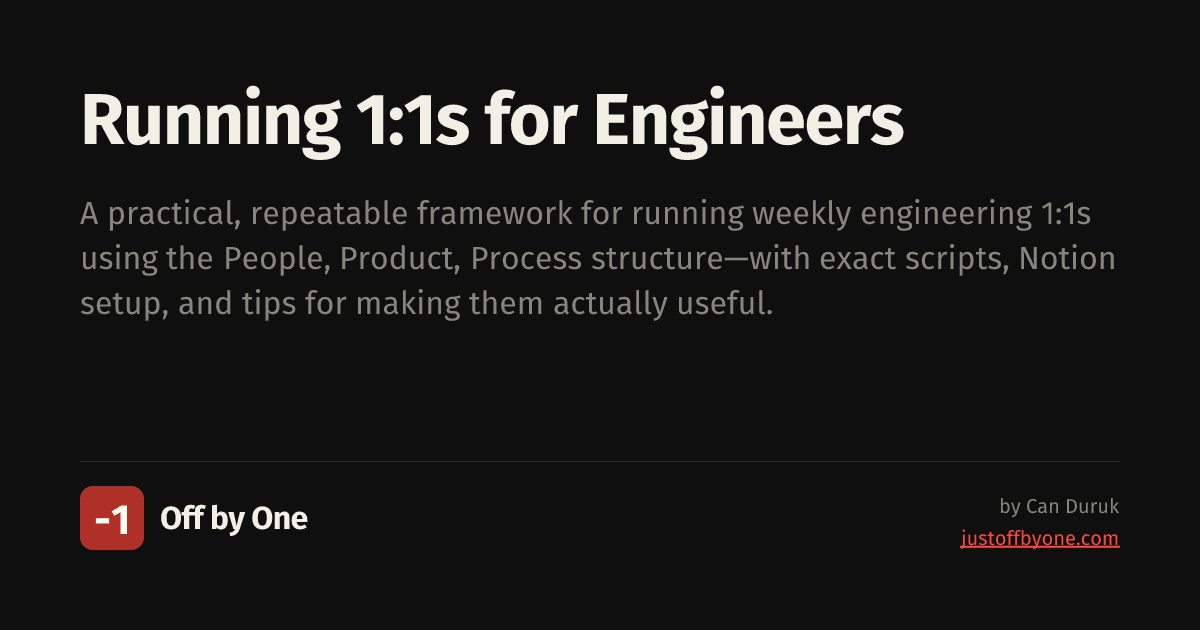 Running 1:1s for Engineers
A practical, repeatable framework for running weekly engineering 1:1s
using the People, Product, Process structure—with exact scripts, Notion
setup, and tips for making them actually useful.
-1
Off by One
by Can Duruk
justoffbyone.com